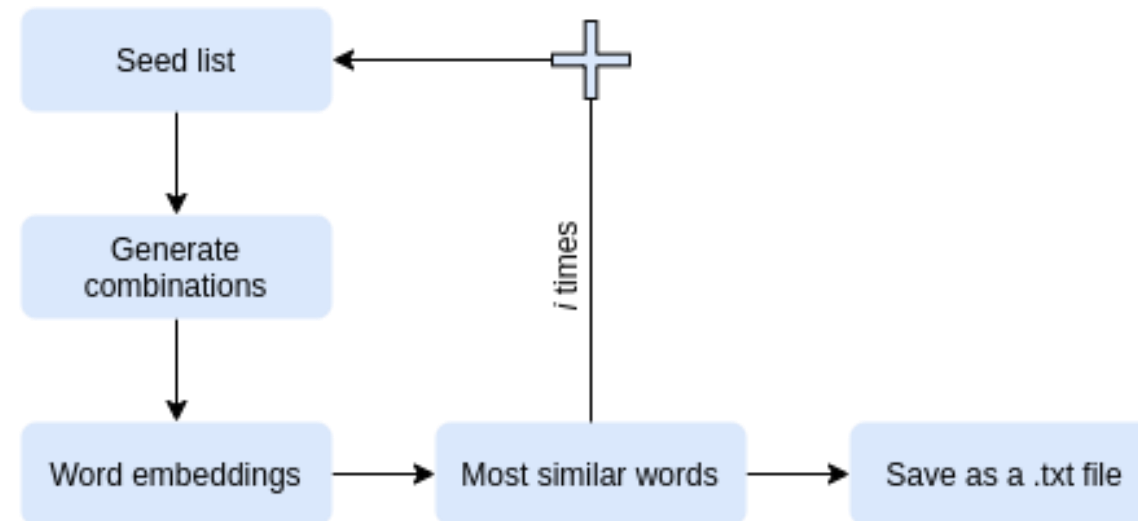 Seed list
Generate
combinations
i times
Word embeddings
Most similar words
Save as a .txt file